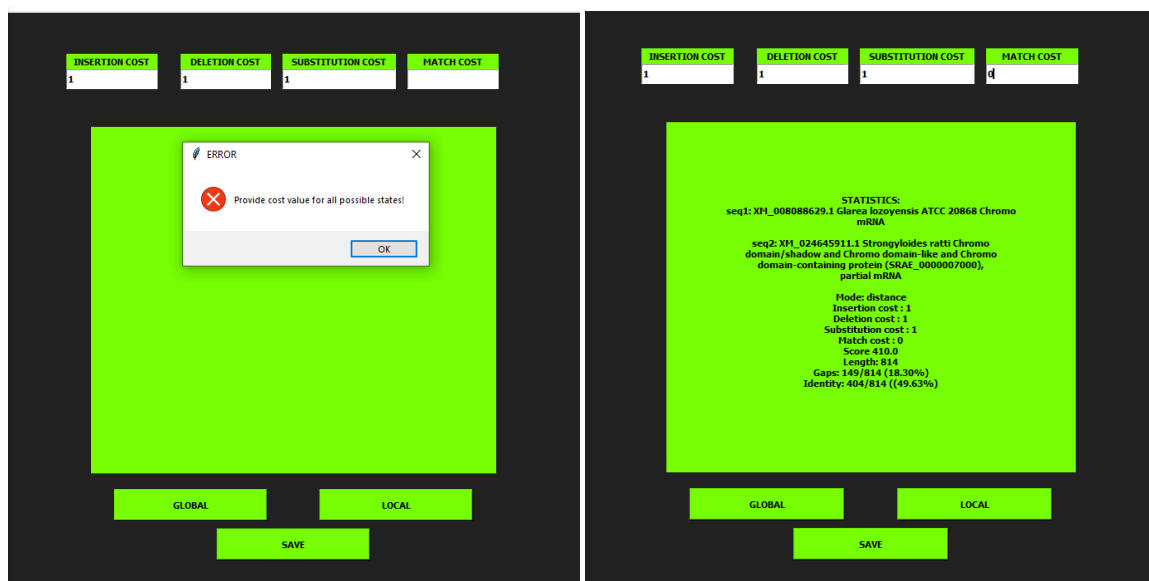 INSERTION COST
DELETION COST
SUBSTITUTION COST
MATCH COST
1
1
1
ERROR
Provide cost value for all possible states!
OK
GLOBAL
LOCAL
SAVE
INSERTION COST
DELETION COST
SUBSTITUTION COST
MATCH COST
1
1
1
0
STATISTICS:
seq1: XM_008088629.1 Glarea lozoyensis ATCC 20868 Chromo
mRNA
seq2: XM_024645911.1 Strongyloides ratti Chromo
domain/shadow and Chromo domain-like and Chromo
domain-containing protein (SRAE_0000007000),
partial mRNA
Mode: distance
Insertion cost : 1
Deletion cost : 1
Substitution cost : 1
Match cost : 0
Score 410.0
Length: 814
Gaps: 149/814 (18.30%)
Identity: 404/814 ((49.63%)
GLOBAL
LOCAL
SAVE